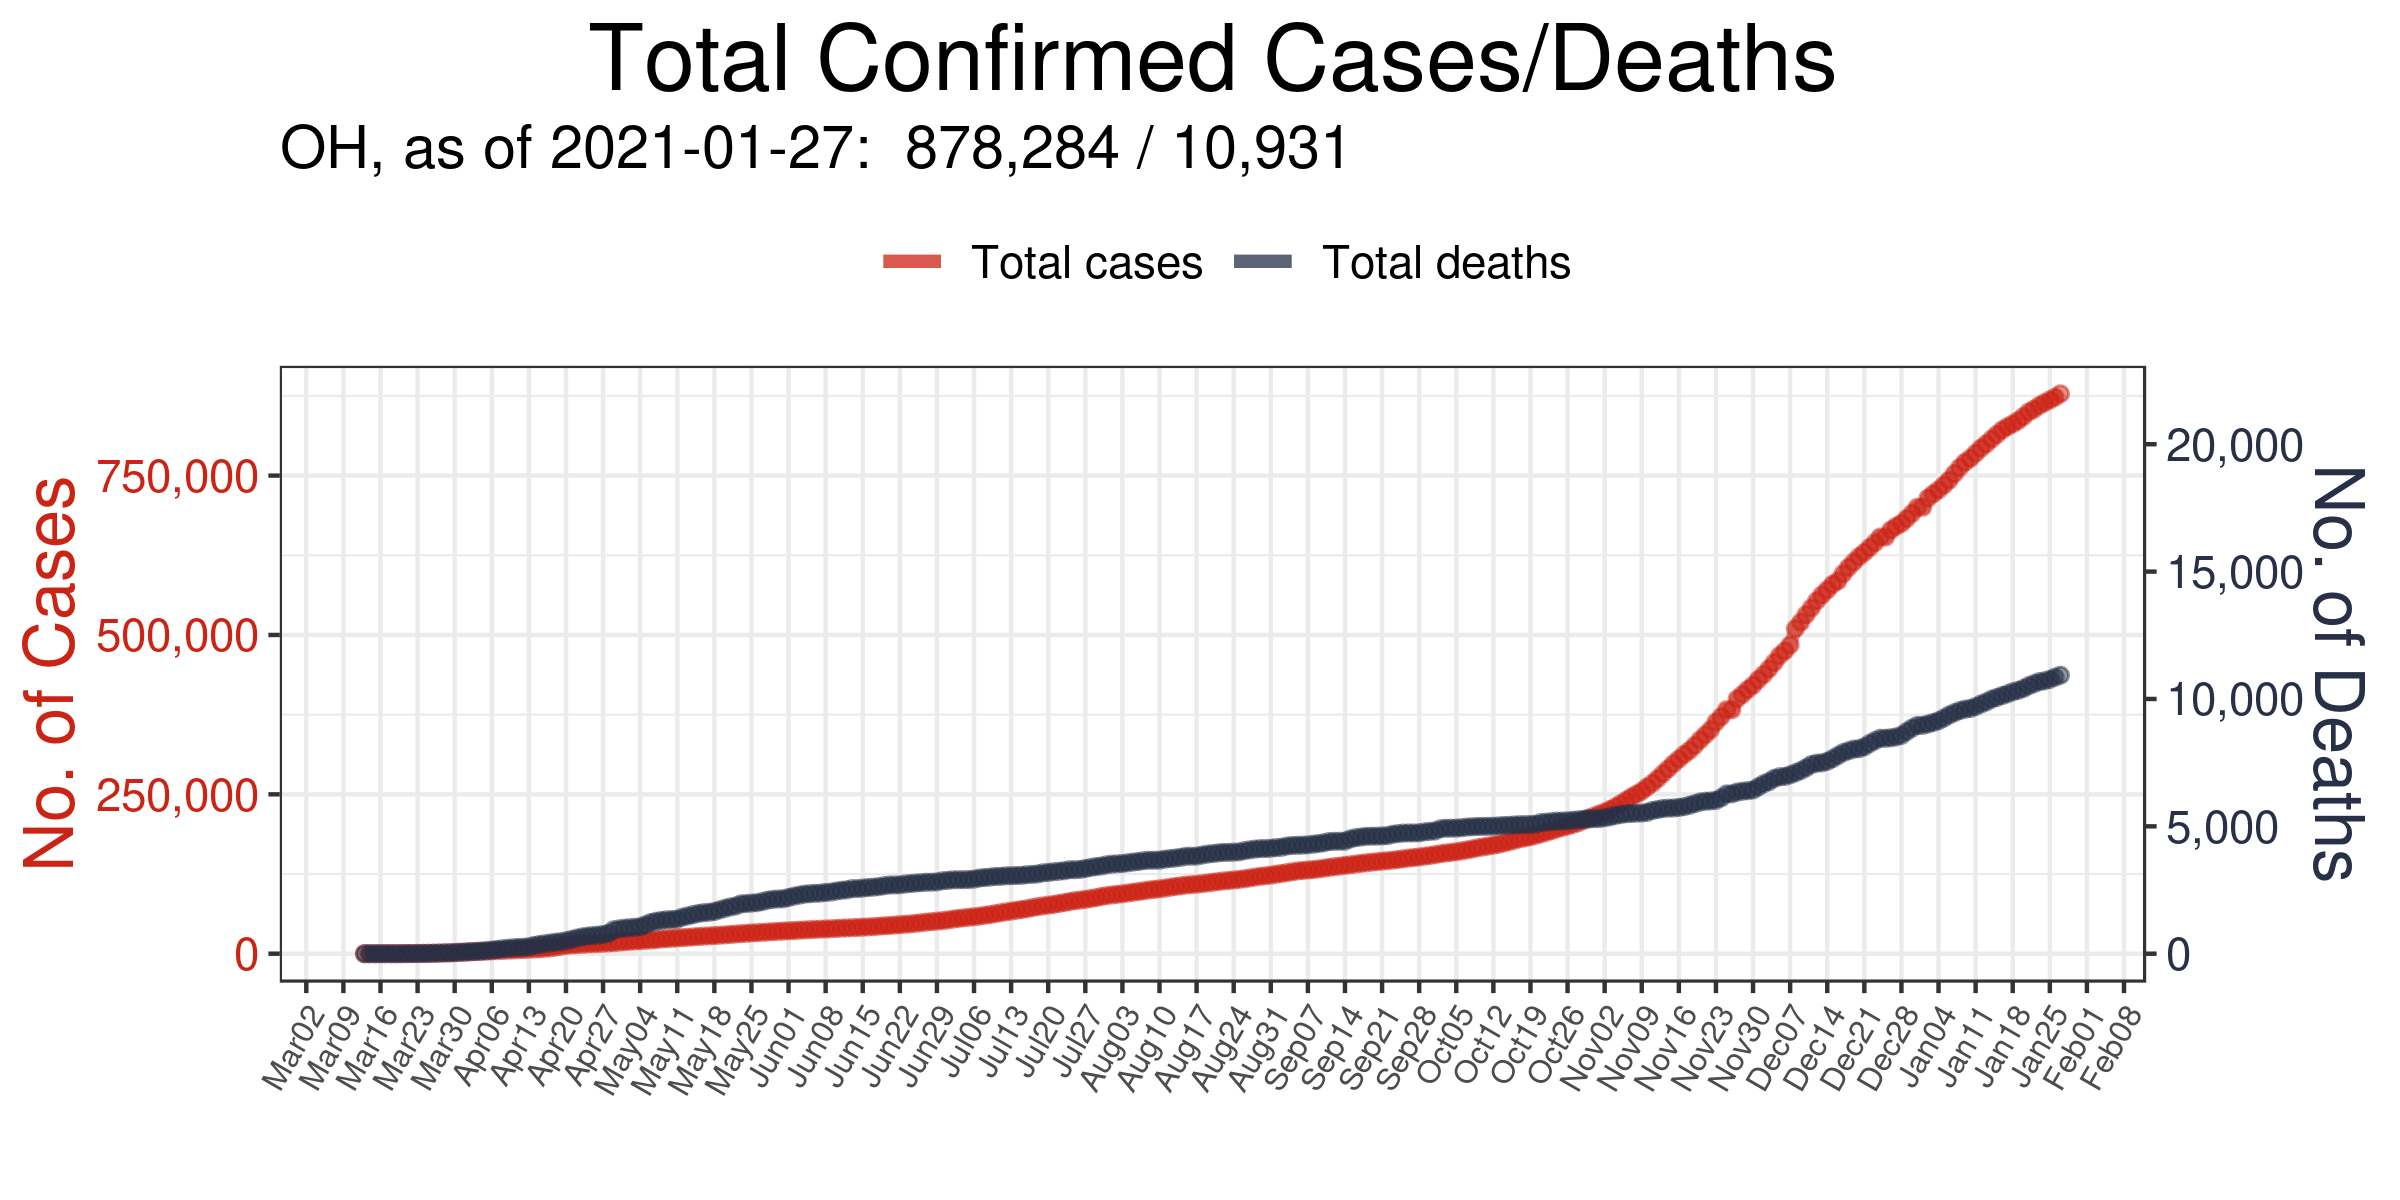 Total Confirmed Cases/Deaths
OH, as of 2021-01-27: 878,284 / 10,931
Total cases Total deaths
No. of Cases
750,000
500,000
250,000
0
20,000
15,000
10,000
5,000
0
No. of Deaths
Mar02 Mar09 Mar16 Mar23 Mar30 Apr06 Apr13 Apr20 Apr27 May04 May11 May18 May25 Jun01 Jun08 Jun15 Jun22 Jun29 Jul06 Jul13 Jul20 Jul27 Aug03 Aug10 Aug17 Aug24 Aug31 Sep07 Sep14 Sep21 Sep28 Oct05 Oct12 Oct19 Oct26 Nov02 Nov09 Nov16 Nov23 Nov30 Dec07 Dec14 Dec21 Dec28 Jan04 Jan11 Jan18 Jan25 Feb01 Feb08